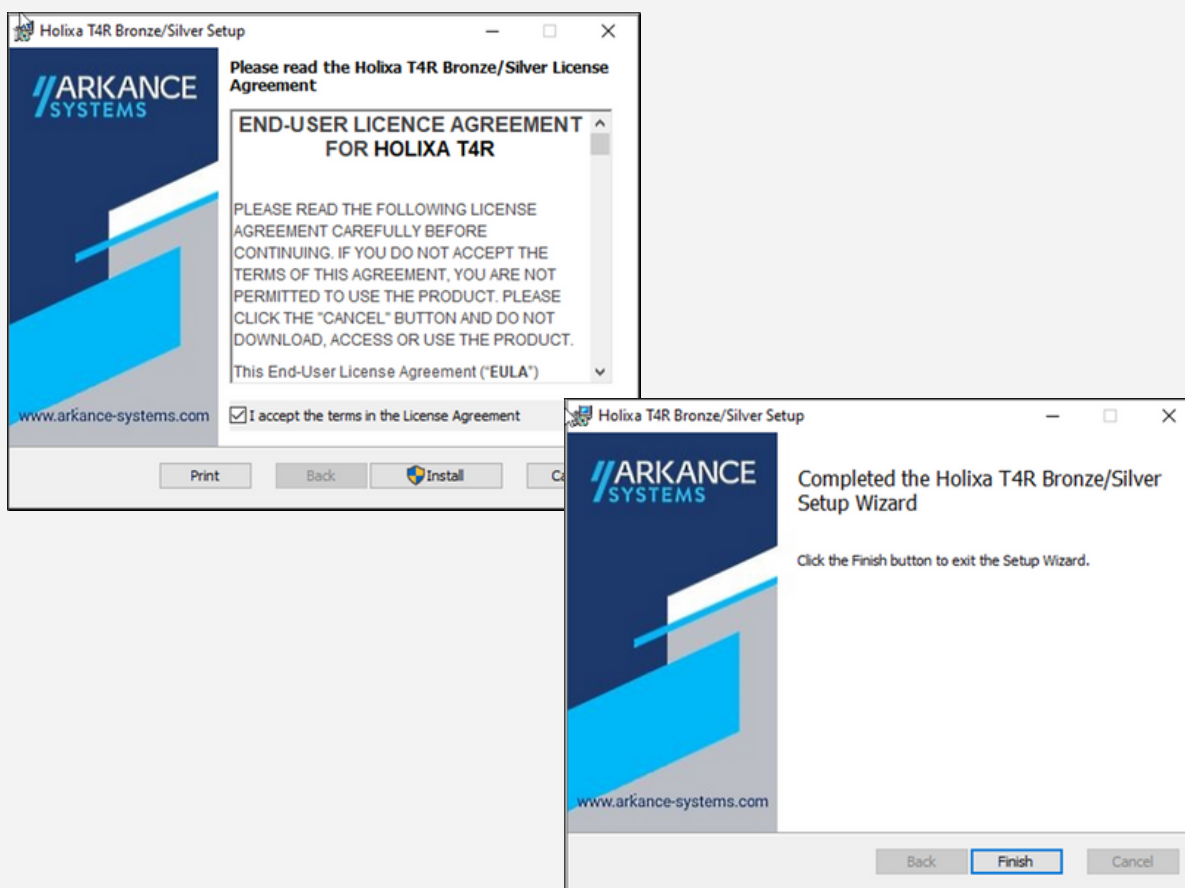 Holixa T4R Bronze/Silver Setup
ARKANCE
SYSTEMS
Please read the Holixa T4R Bronze/Silver License
Agreement
END-USER LICENCE AGREEMENT
FOR HOLIXA T4R
PLEASE READ THE FOLLOWING LICENSE
AGREEMENT CAREFULLY BEFORE
CONTINUING. IF YOU DO NOT ACCEPT THE
TERMS OF THIS AGREEMENT, YOU ARE NOT
PERMITTED TO USE THE PRODUCT. PLEASE
CLICK THE "CANCEL" BUTTON AND DO NOT
DOWNLOAD, ACCESS OR USE THE PRODUCT.
This End-User License Agreement (“EULA”)
www.arkance-systems.com
I accept the terms in the License Agreement
Print
Back
Install
Holixa T4R Bronze/Silver Setup
ARKANCE
SYSTEMS
Completed the Holixa T4R Bronze/Silver
Setup Wizard
Click the Finish button to exit the Setup Wizard.
www.arkance-systems.com
Back
Finish
Cancel